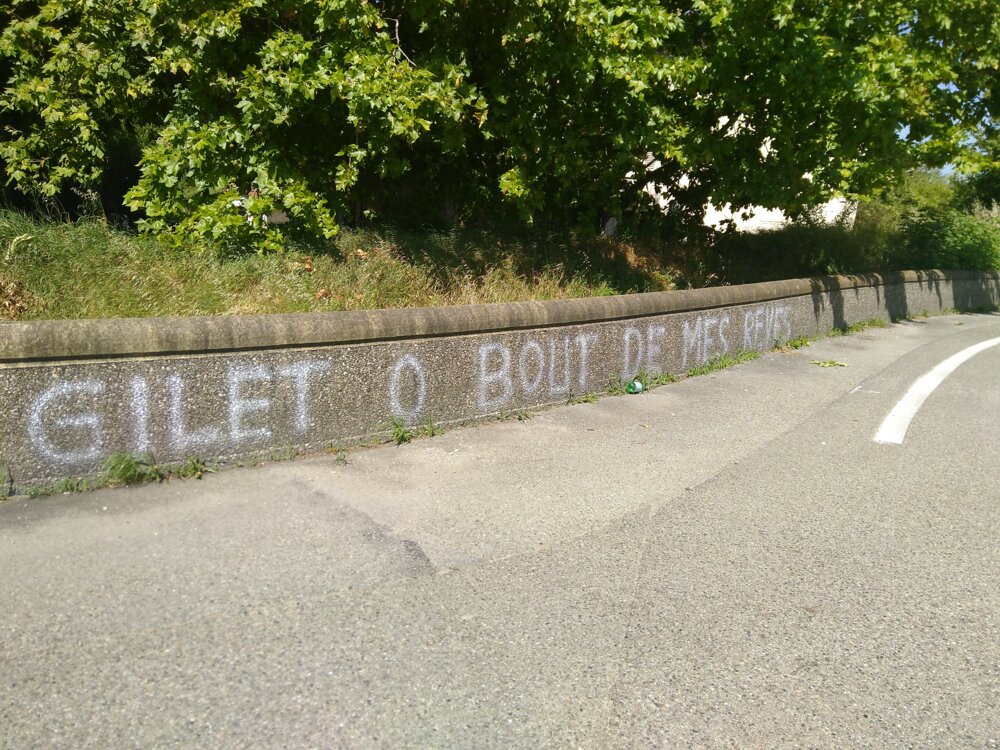 GILET O BOUT DE MES REVES